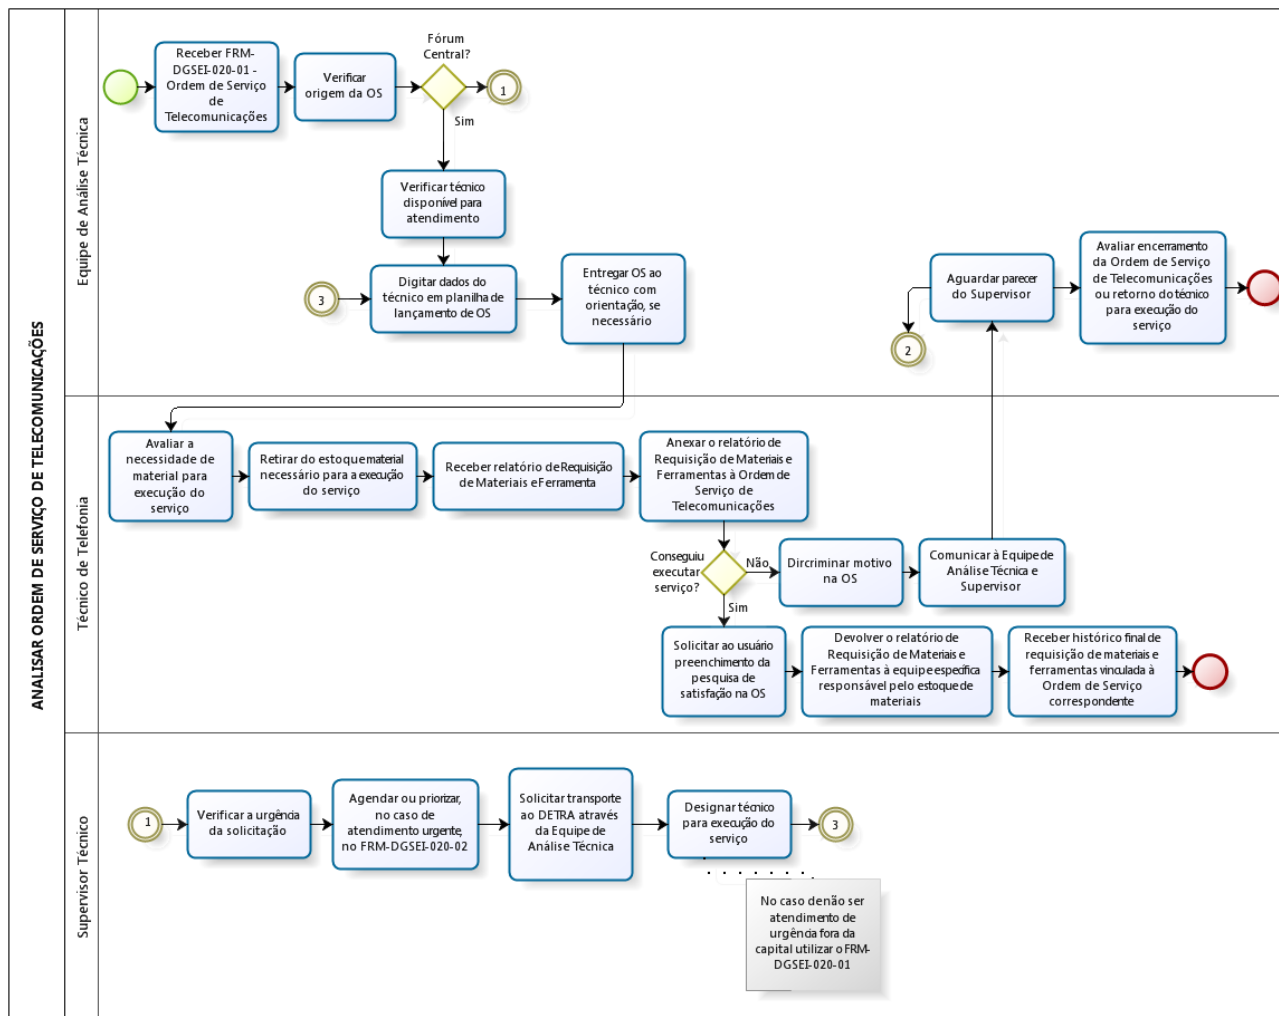 ANALISAR ORDEM DE SERVIÇO DE TELECOMUNICAÇÕES
Equipe de Análise Técnica
Receber FRM-
DGSEI-020-01 -
Ordem de Serviço
de
Telecomunicações
Verificar
origem da OS
Fórum
Central?
1
Sim
Verificar técnico
disponível para
atendimento
3
Digitar dados do
técnico em planilha de
lançamento de OS
Entregar OS ao
técnico com
orientação, se
necessário
Aguardar parecer
do Supervisor
2
Avaliar encerramento
da Ordem de Serviço
de Telecomunicações
ou retorno do técnico
para execução do
serviço
Técnico de Telefonia
Avaliar a
necessidade de
material para
execução do
serviço
Retirar do estoque material
necessário para a execução
do serviço
Receber relatório de Requisição
de Materiais e Ferramenta
Anexar o relatório de
Requisição de Materiais e
Ferramentas à Ordem de
Serviço de
Telecomunicações
Conseguiu
executar
serviço?
Não
Dircriminar motivo
na OS
Comunicar à Equipe de
Análise Técnica e
Supervisor
Sim
Solicitar ao usuário
preenchimento da
pesquisa de
satisfação na OS
Devolver o relatório de
Requisição de Materiais e
Ferramentas à equipe específica
responsável pelo estoque de
materiais
Receber histórico final de
requisição de materiais e
ferramentas vinculada à
Ordem de Serviço
correspondente
Supervisor Técnico
1
Verificar a urgência
da solicitação
Agendar ou priorizar,
no caso de
atendimento urgente,
no FRM-DGSEI-020-02
Solicitar transporte
ao DETRA através
da Equipe de
Análise Técnica
Designar técnico
para execução do
serviço
3
No caso de não ser
atendimento de
urgência fora da
capital utilizar o FRM-
DGSEI-020-01